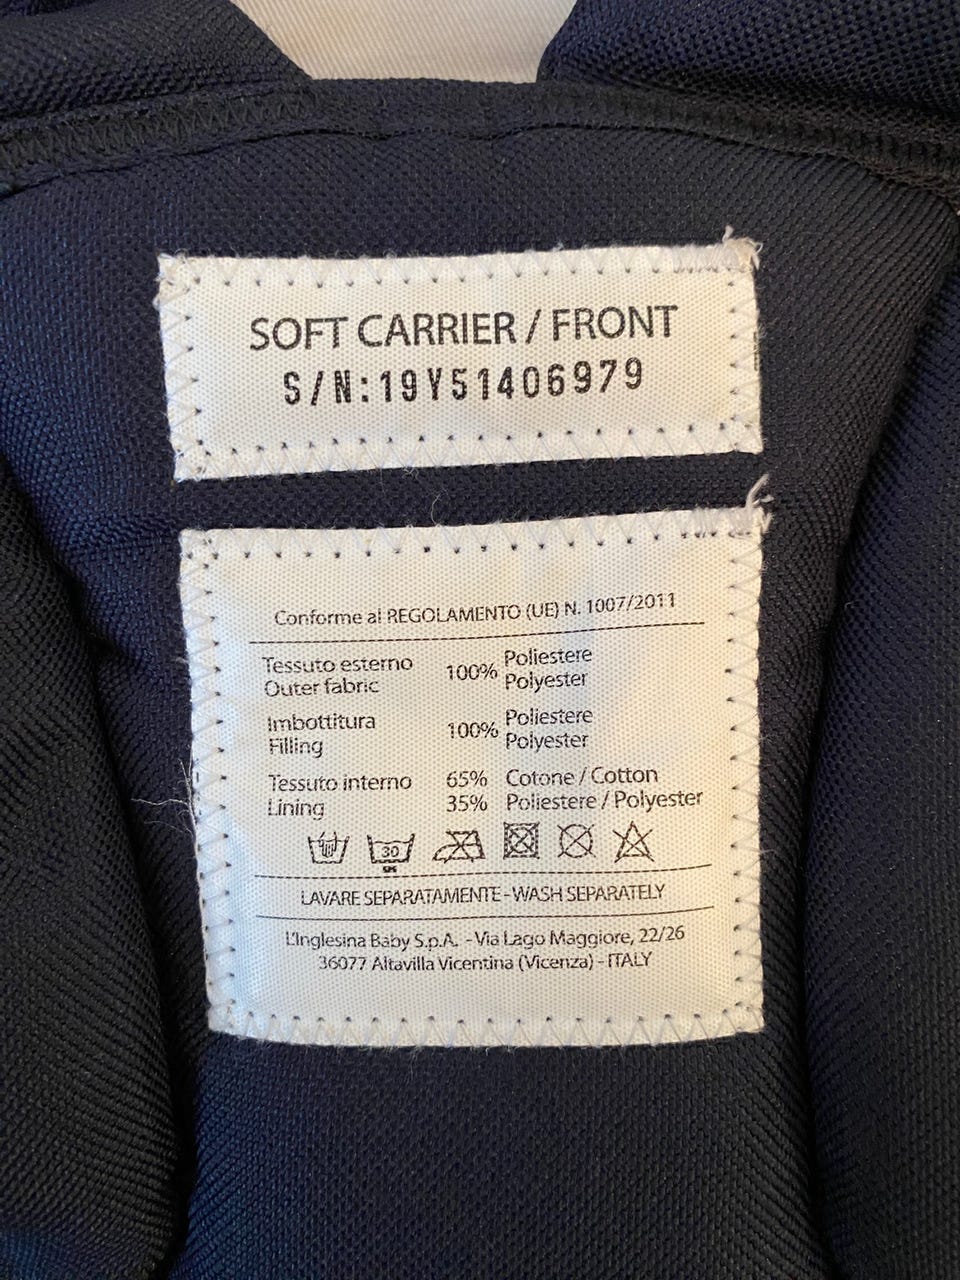 SOFT CARRIER / FRONT
S/N:19Y51406979
Conforme al REGOLAMENTO (UE) N. 1007/2011
Tessuto esterno 100% Poliestere
Outer fabric Polyester
Imbottitura 100% Poliestere
Filling Polyester
Tessuto interno 65% Cotone / Cotton
Lining 35% Poliestere / Polyester
30
LAVARE SEPARATAMENTE - WASH SEPARATELY
L'Inglesina Baby S.p.A. - Via Lago Maggiore, 22/26
36077 Altavilla Vicentina (Vicenza) - ITALY